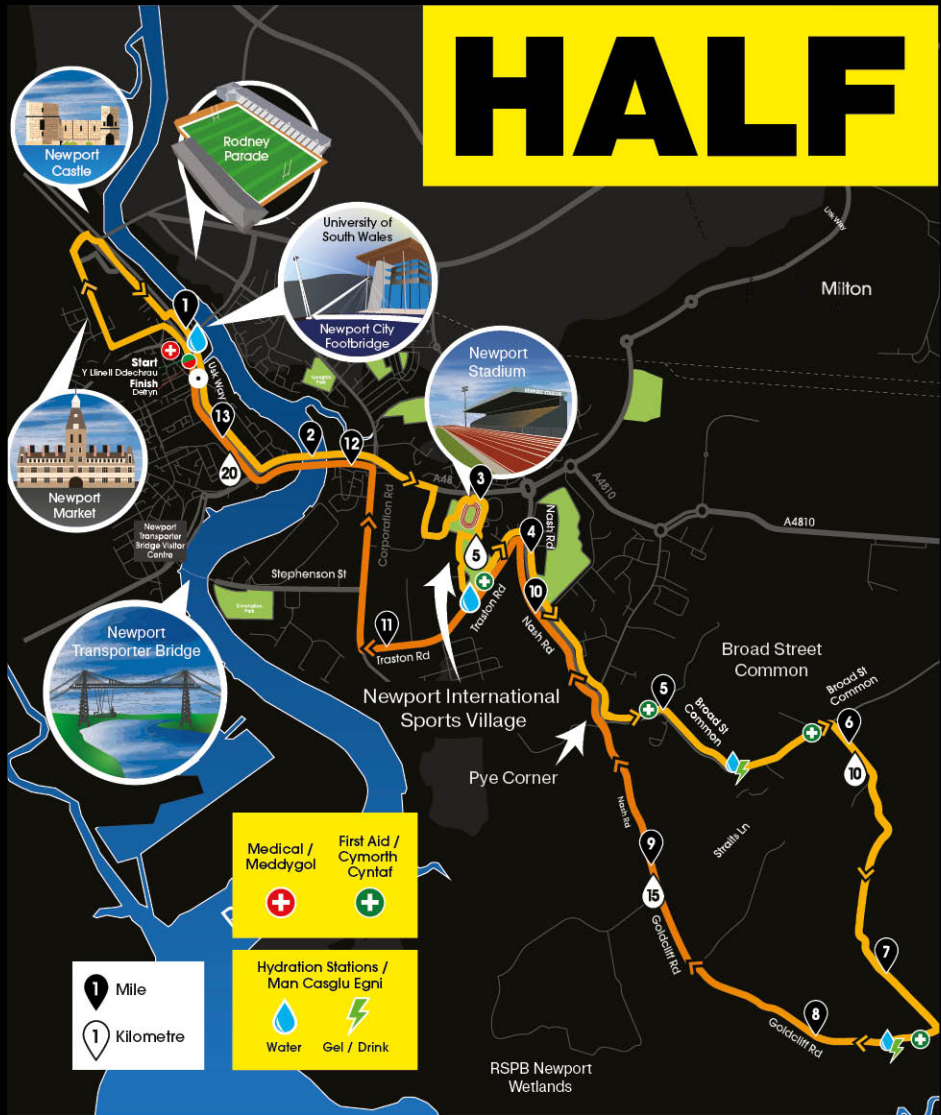 HALF
Newport
Castle
Rodney
Parade
University of
South Wales
Newport City
Footbridge
Usk Way
Milton
Newport
Stadium
1
Start
Y Llinell Ddechrau
Finish
Usk Way
13
20
2
12
A48
3
A4810
A4810
Newport
Market
Newport
Transporter
Bridge Visitor
Centre
Corporation Rd
5
4
Nash Rd
10
Stephenson St
Traston Rd
Nash Rd
11
Traston Rd
Newport
Transporter Bridge
Newport International
Sports Village
Broad Street
Common
Broad St
Common
5
Broad St
Common
6
10
Pye Corner
Straits Ln
Nash Rd
9
15
Goldcliff Rd
7
8
Goldcliff Rd
RSPB Newport
Wetlands
Medical /
Meddygol
First Aid /
Cymorth
Cyntaf
Hydration Stations /
Man Casglu Egni
Water
Gel / Drink
1 Mile
1 Kilometre